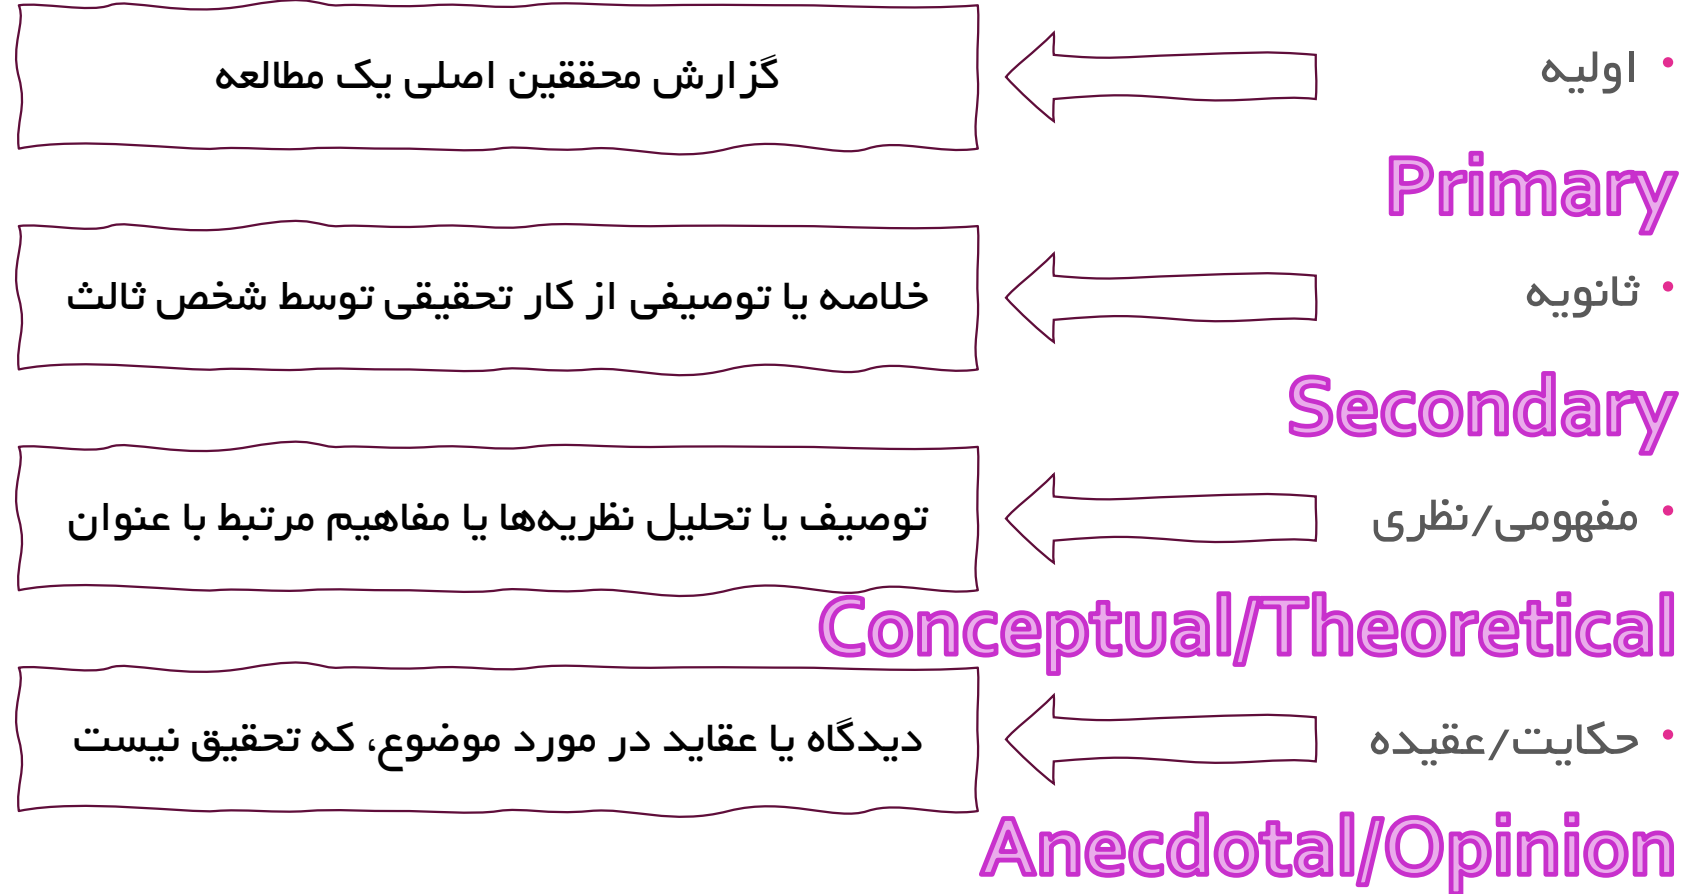 • اولیه
گزارش محققین اصلی یک مطالعه
Primary
• ثانویه
خلاصه یا توصیفی از کار تحقیقی توسط شخص ثالث
Secondary
• مفهومی/نظری
توصیف یا تحلیل نظریه‌ها یا مفاهیم مرتبط با عنوان
Conceptual/Theoretical
• حکایت/عقیده
دیدگاه یا عقاید در مورد موضوع، که تحقیق نیست
Anecdotal/Opinion